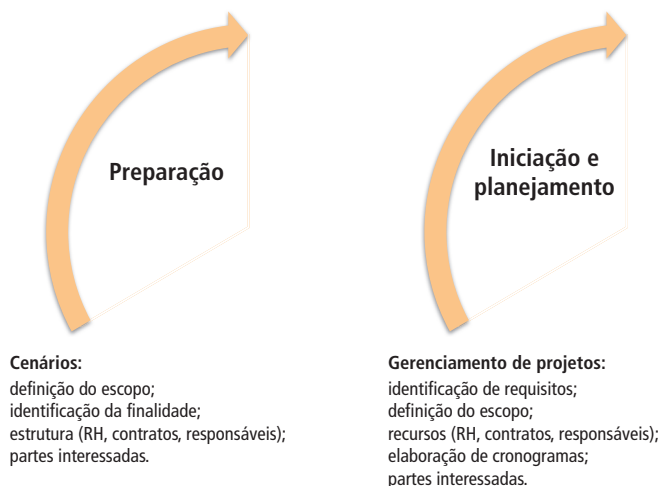 Preparação
Cenários:
definição do escopo;
identificação da finalidade;
estrutura (RH, contratos, responsáveis);
partes interessadas.
Iniciação e
planejamento
Gerenciamento de projetos:
identificação de requisitos;
definição do escopo;
recursos (RH, contratos, responsáveis);
elaboração de cronogramas;
partes interessadas.